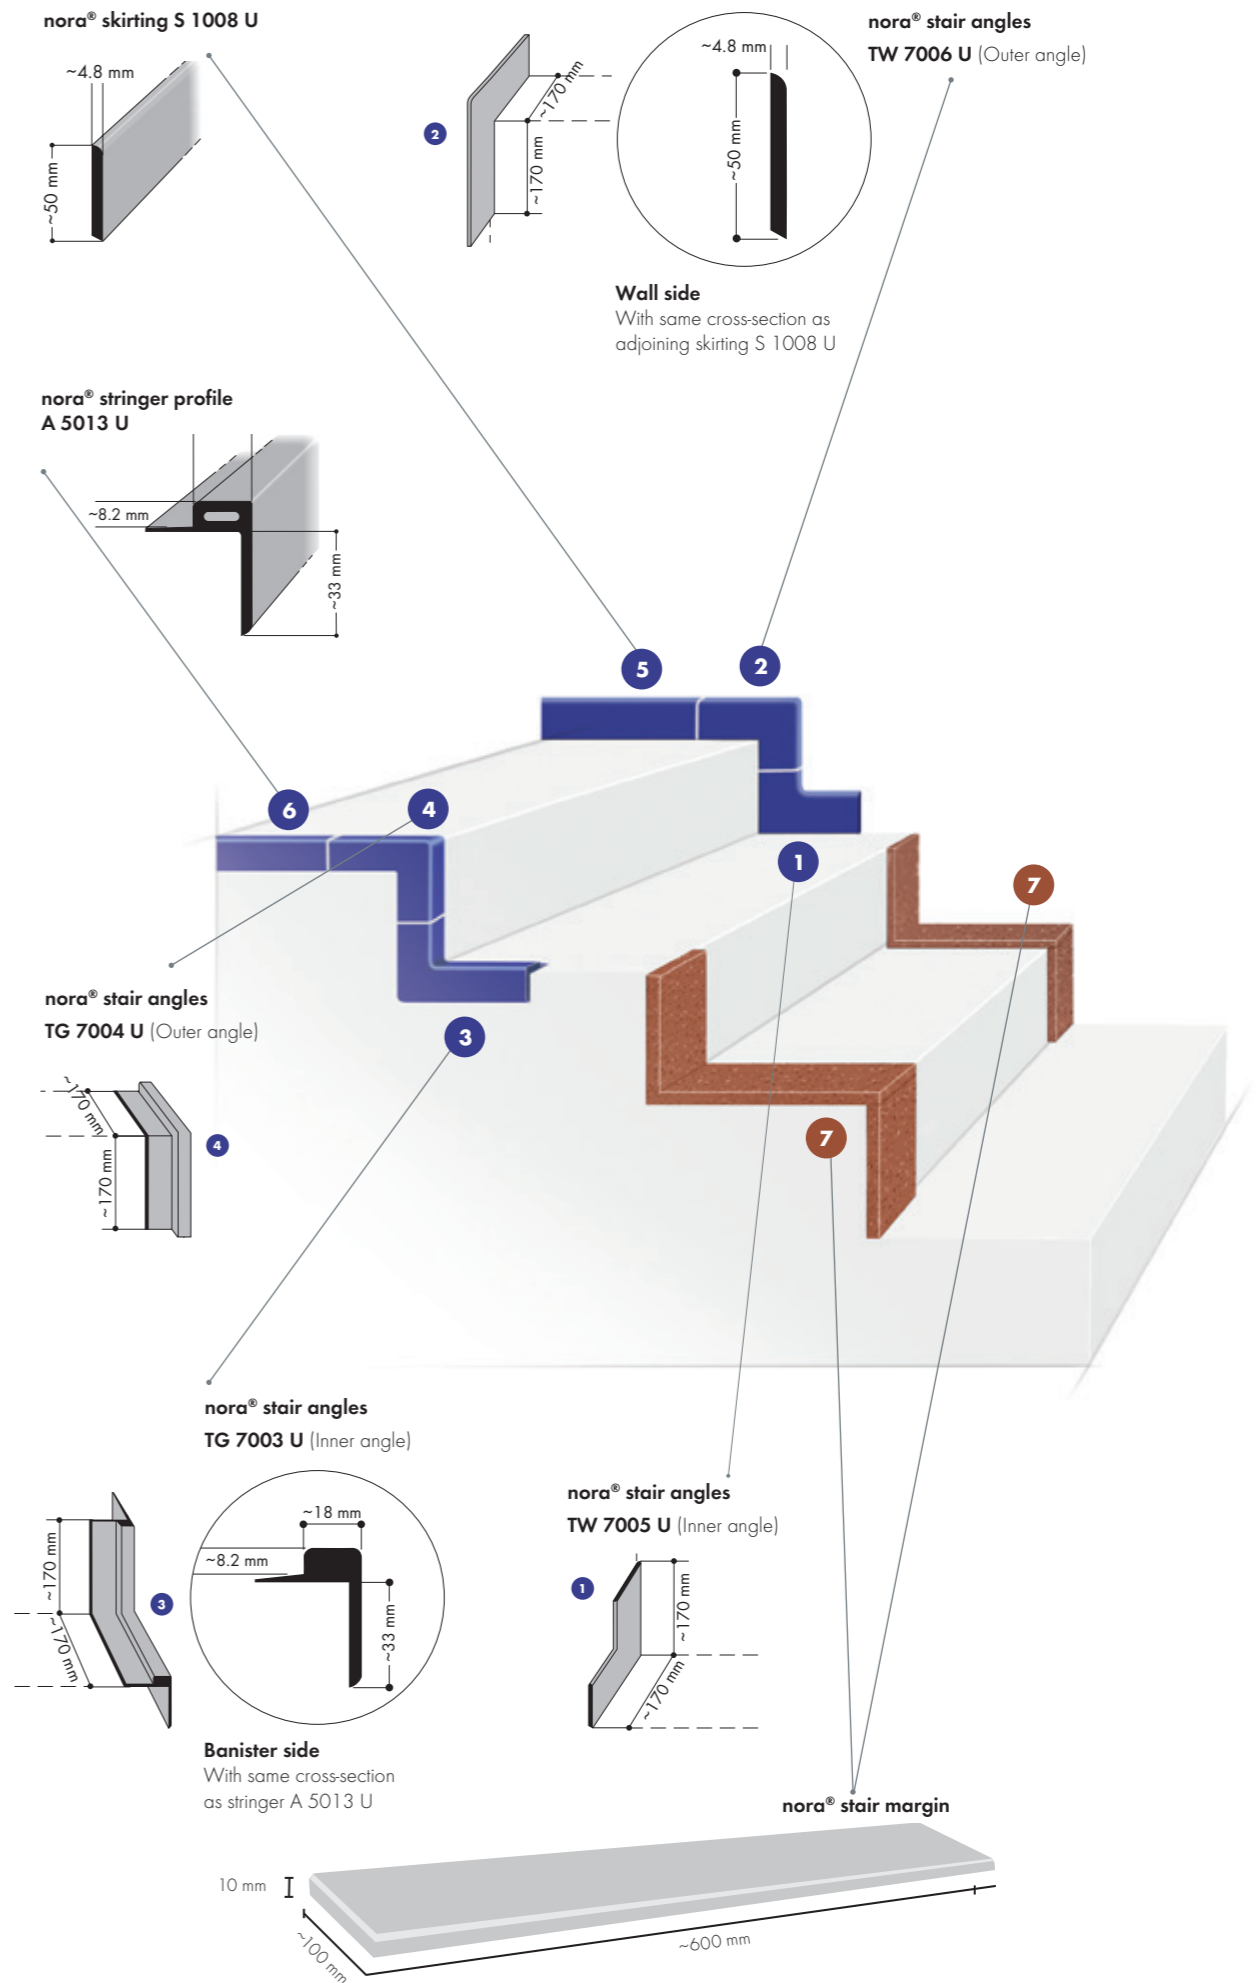 nora® skirting S 1008 U
~4.8 mm
~50 mm
2
~170 mm
~170 mm
~4.8 mm
~50 mm
Wall side
With same cross-section as
adjoining skirting S 1008 U
nora® stair angles
TW 7006 U (Outer angle)
nora® stringer profile
A 5013 U
~8.2 mm
~33 mm
5
2
6
4
1
7
3
7
nora® stair angles
TG 7004 U (Outer angle)
~170 mm
~170 mm
4
nora® stair angles
TG 7003 U (Inner angle)
~170 mm
~170 mm
3
~18 mm
~8.2 mm
~33 mm
Banister side
With same cross-section
as stringer A 5013 U
nora® stair angles
TW 7005 U (Inner angle)
1
~170 mm
~170 mm
nora® stair margin
10 mm
~100 mm
~600 mm